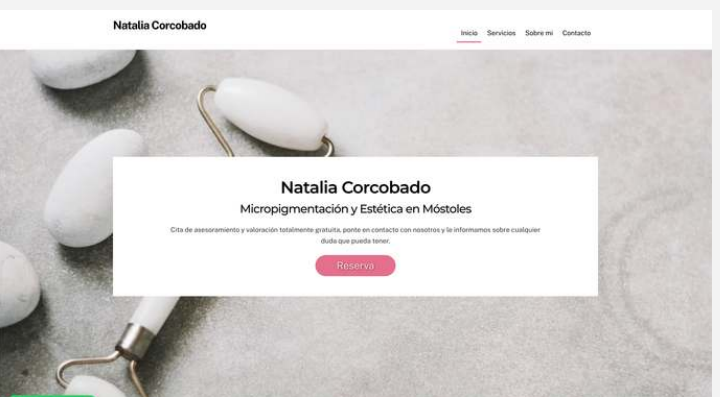 Natalia Corcobado
Inicio Servicios Sobre mi Contacto
Natalia Corcobado
Micropigmentación y Estética en Móstoles
Cita de asesoramiento y valoración totalmente gratuita, ponte en contacto con nosotros y le informamos sobre cualquier
duda que pueda tener.
Reserva